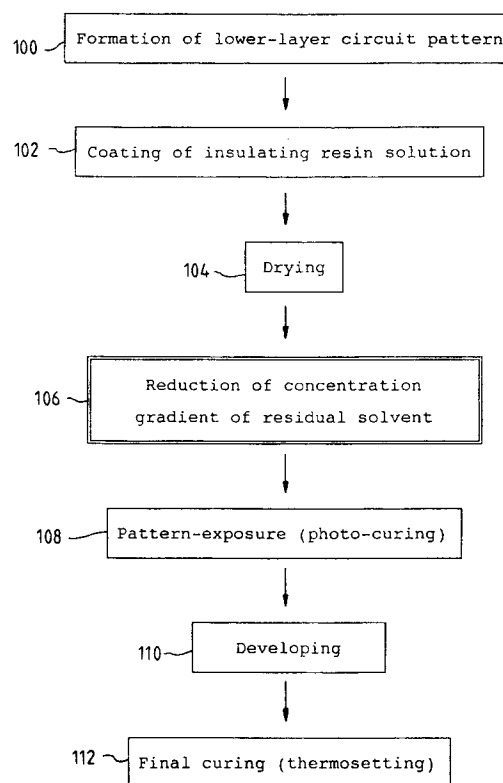 100 Formation of lower-layer circuit pattern
102 Coating of insulating resin solution
104 Drying
106 Reduction of concentration
gradient of residual solvent
108 Pattern-exposure (photo-curing)
110 Developing
112 Final curing (thermosetting)